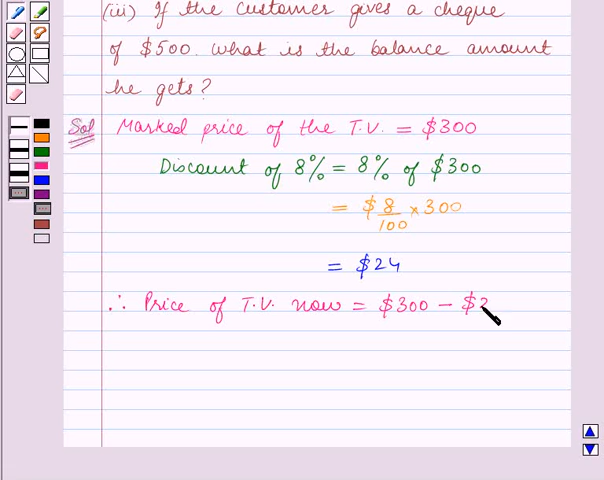 (iii) If the customer gives a cheque
of $500. What is the balance amount
he gets?
Sol Marked price of the T.V. = $300
Discount of 8% = 8% of $300
= $ 8/100 × 300
= $24
∴ Price of T.V. now = $300 - $2